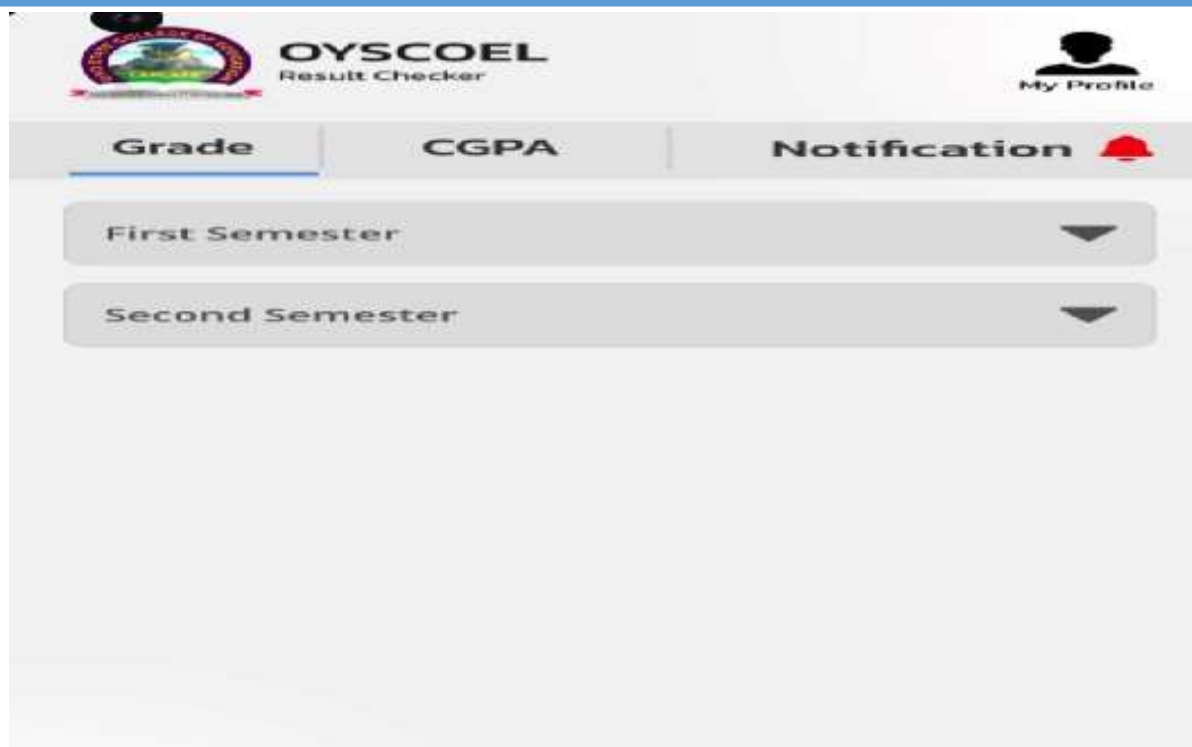 OYSCOEL
Result Checker
My Profile
Grade
CGPA
Notification
First Semester
Second Semester